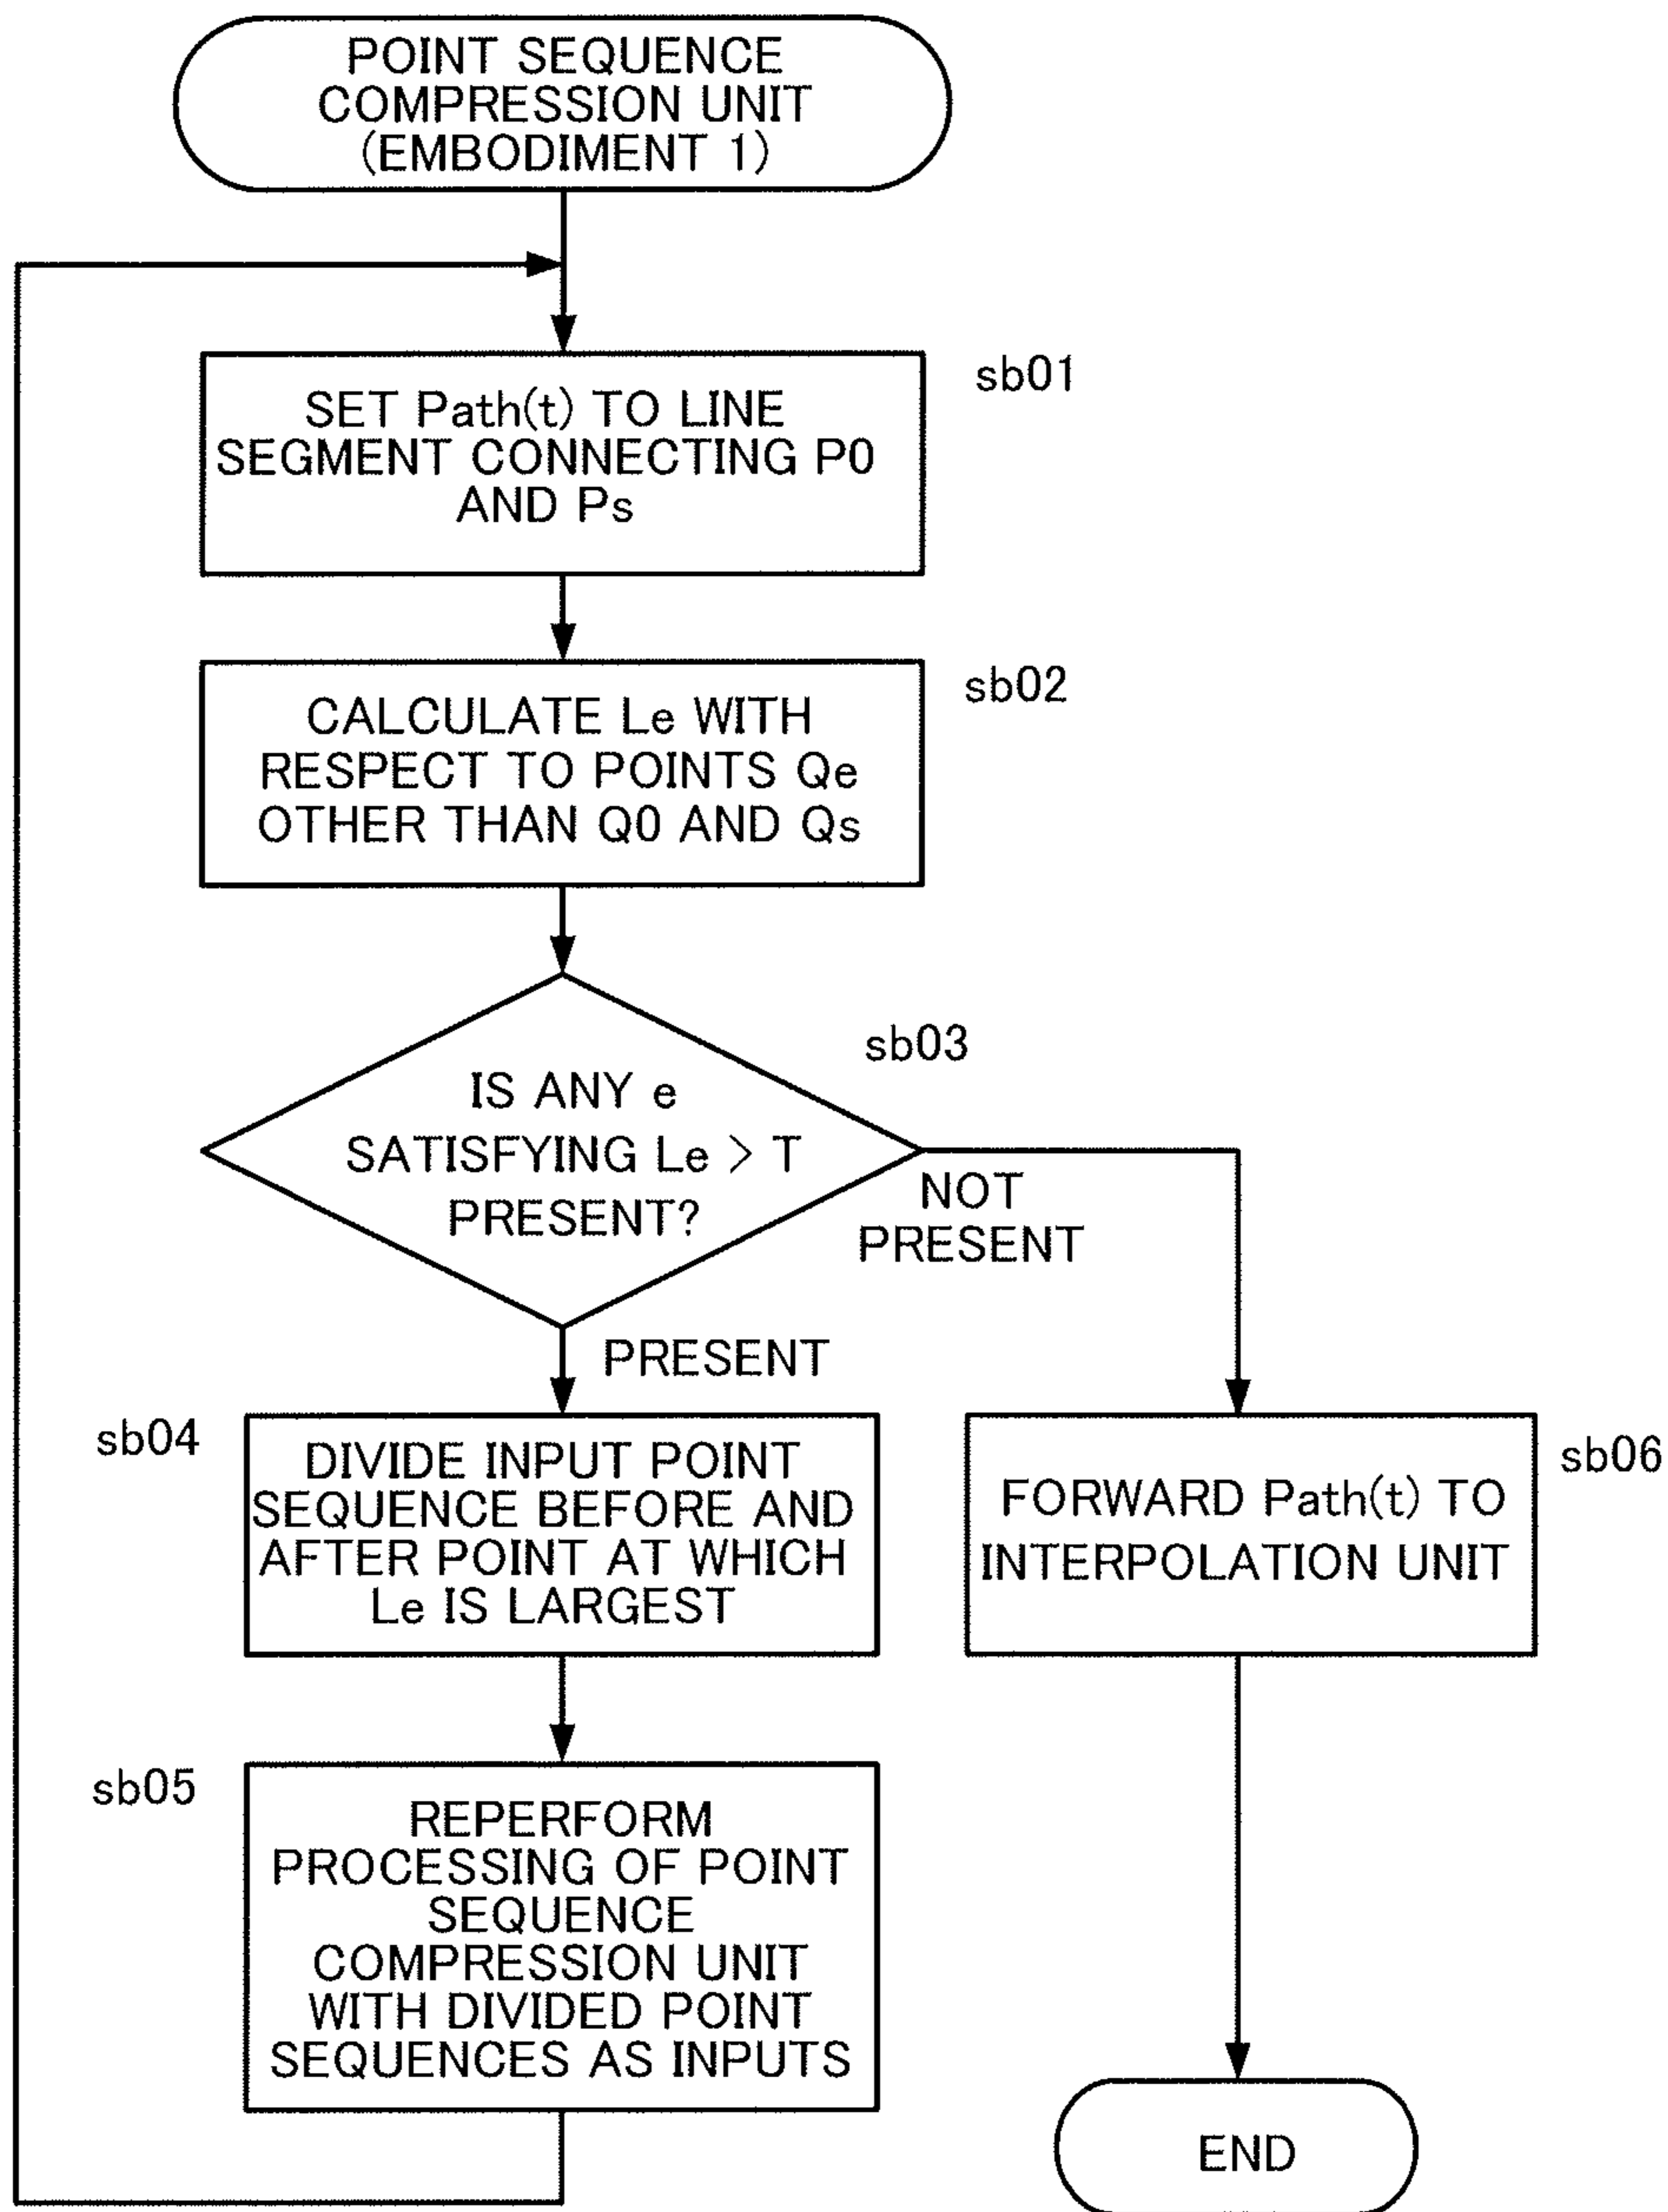 POINT SEQUENCE
COMPRESSION UNIT
(EMBODIMENT 1)
sb01
SET Path(t) TO LINE
SEGMENT CONNECTING P0
AND Ps
sb02
CALCULATE Le WITH
RESPECT TO POINTS Qe
OTHER THAN Q0 AND Qs
sb03
IS ANY e
SATISFYING Le > T
PRESENT?
NOT
PRESENT
PRESENT
sb04
DIVIDE INPUT POINT
SEQUENCE BEFORE AND
AFTER POINT AT WHICH
Le IS LARGEST
sb06
FORWARD Path(t) TO
INTERPOLATION UNIT
sb05
REPERFORM
PROCESSING OF POINT
SEQUENCE
COMPRESSION UNIT
WITH DIVIDED POINT
SEQUENCES AS INPUTS
END